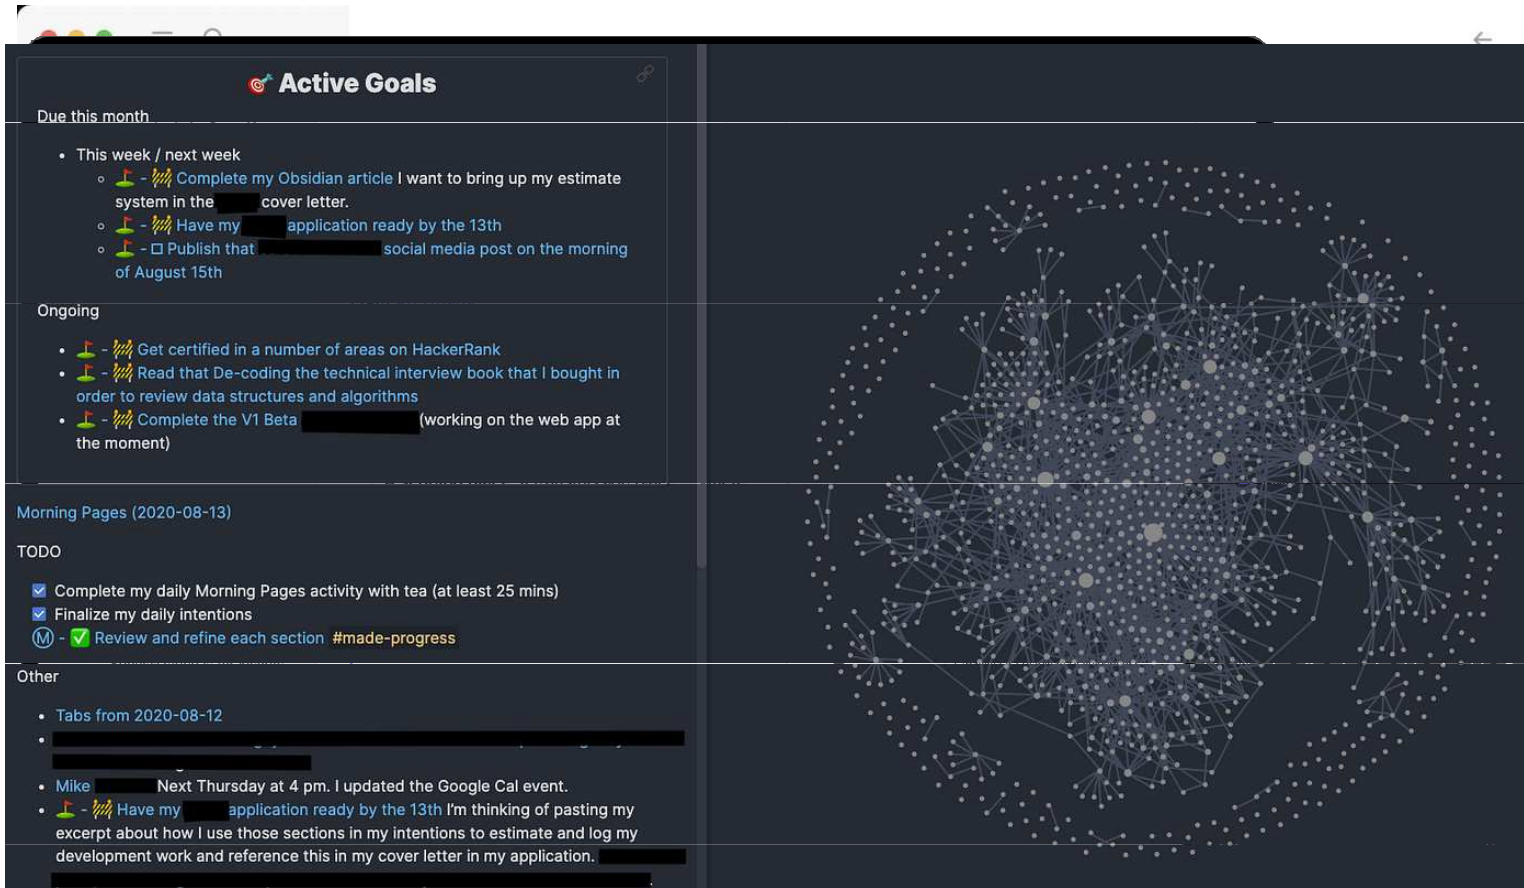 Active Goals
Due this month
This week / next week
- Complete my Obsidian article I want to bring up my estimate
system in the cover letter.
- Have my application ready by the 13th
- Publish that social media post on the morning
of August 15th
Ongoing
- Get certified in a number of areas on HackerRank
- Read that De-coding the technical interview book that I bought in
order to review data structures and algorithms
- Complete the V1 Beta (working on the web app at
the moment)
Morning Pages (2020-08-13)
TODO
Complete my daily Morning Pages activity with tea (at least 25 mins)
Finalize my daily intentions
M - Review and refine each section #made-progress
Other
Tabs from 2020-08-12
Mike Next Thursday at 4 pm. I updated the Google Cal event.
- Have my application ready by the 13th I'm thinking of pasting my
excerpt about how I use those sections in my intentions to estimate and log my
development work and reference this in my cover letter in my application.